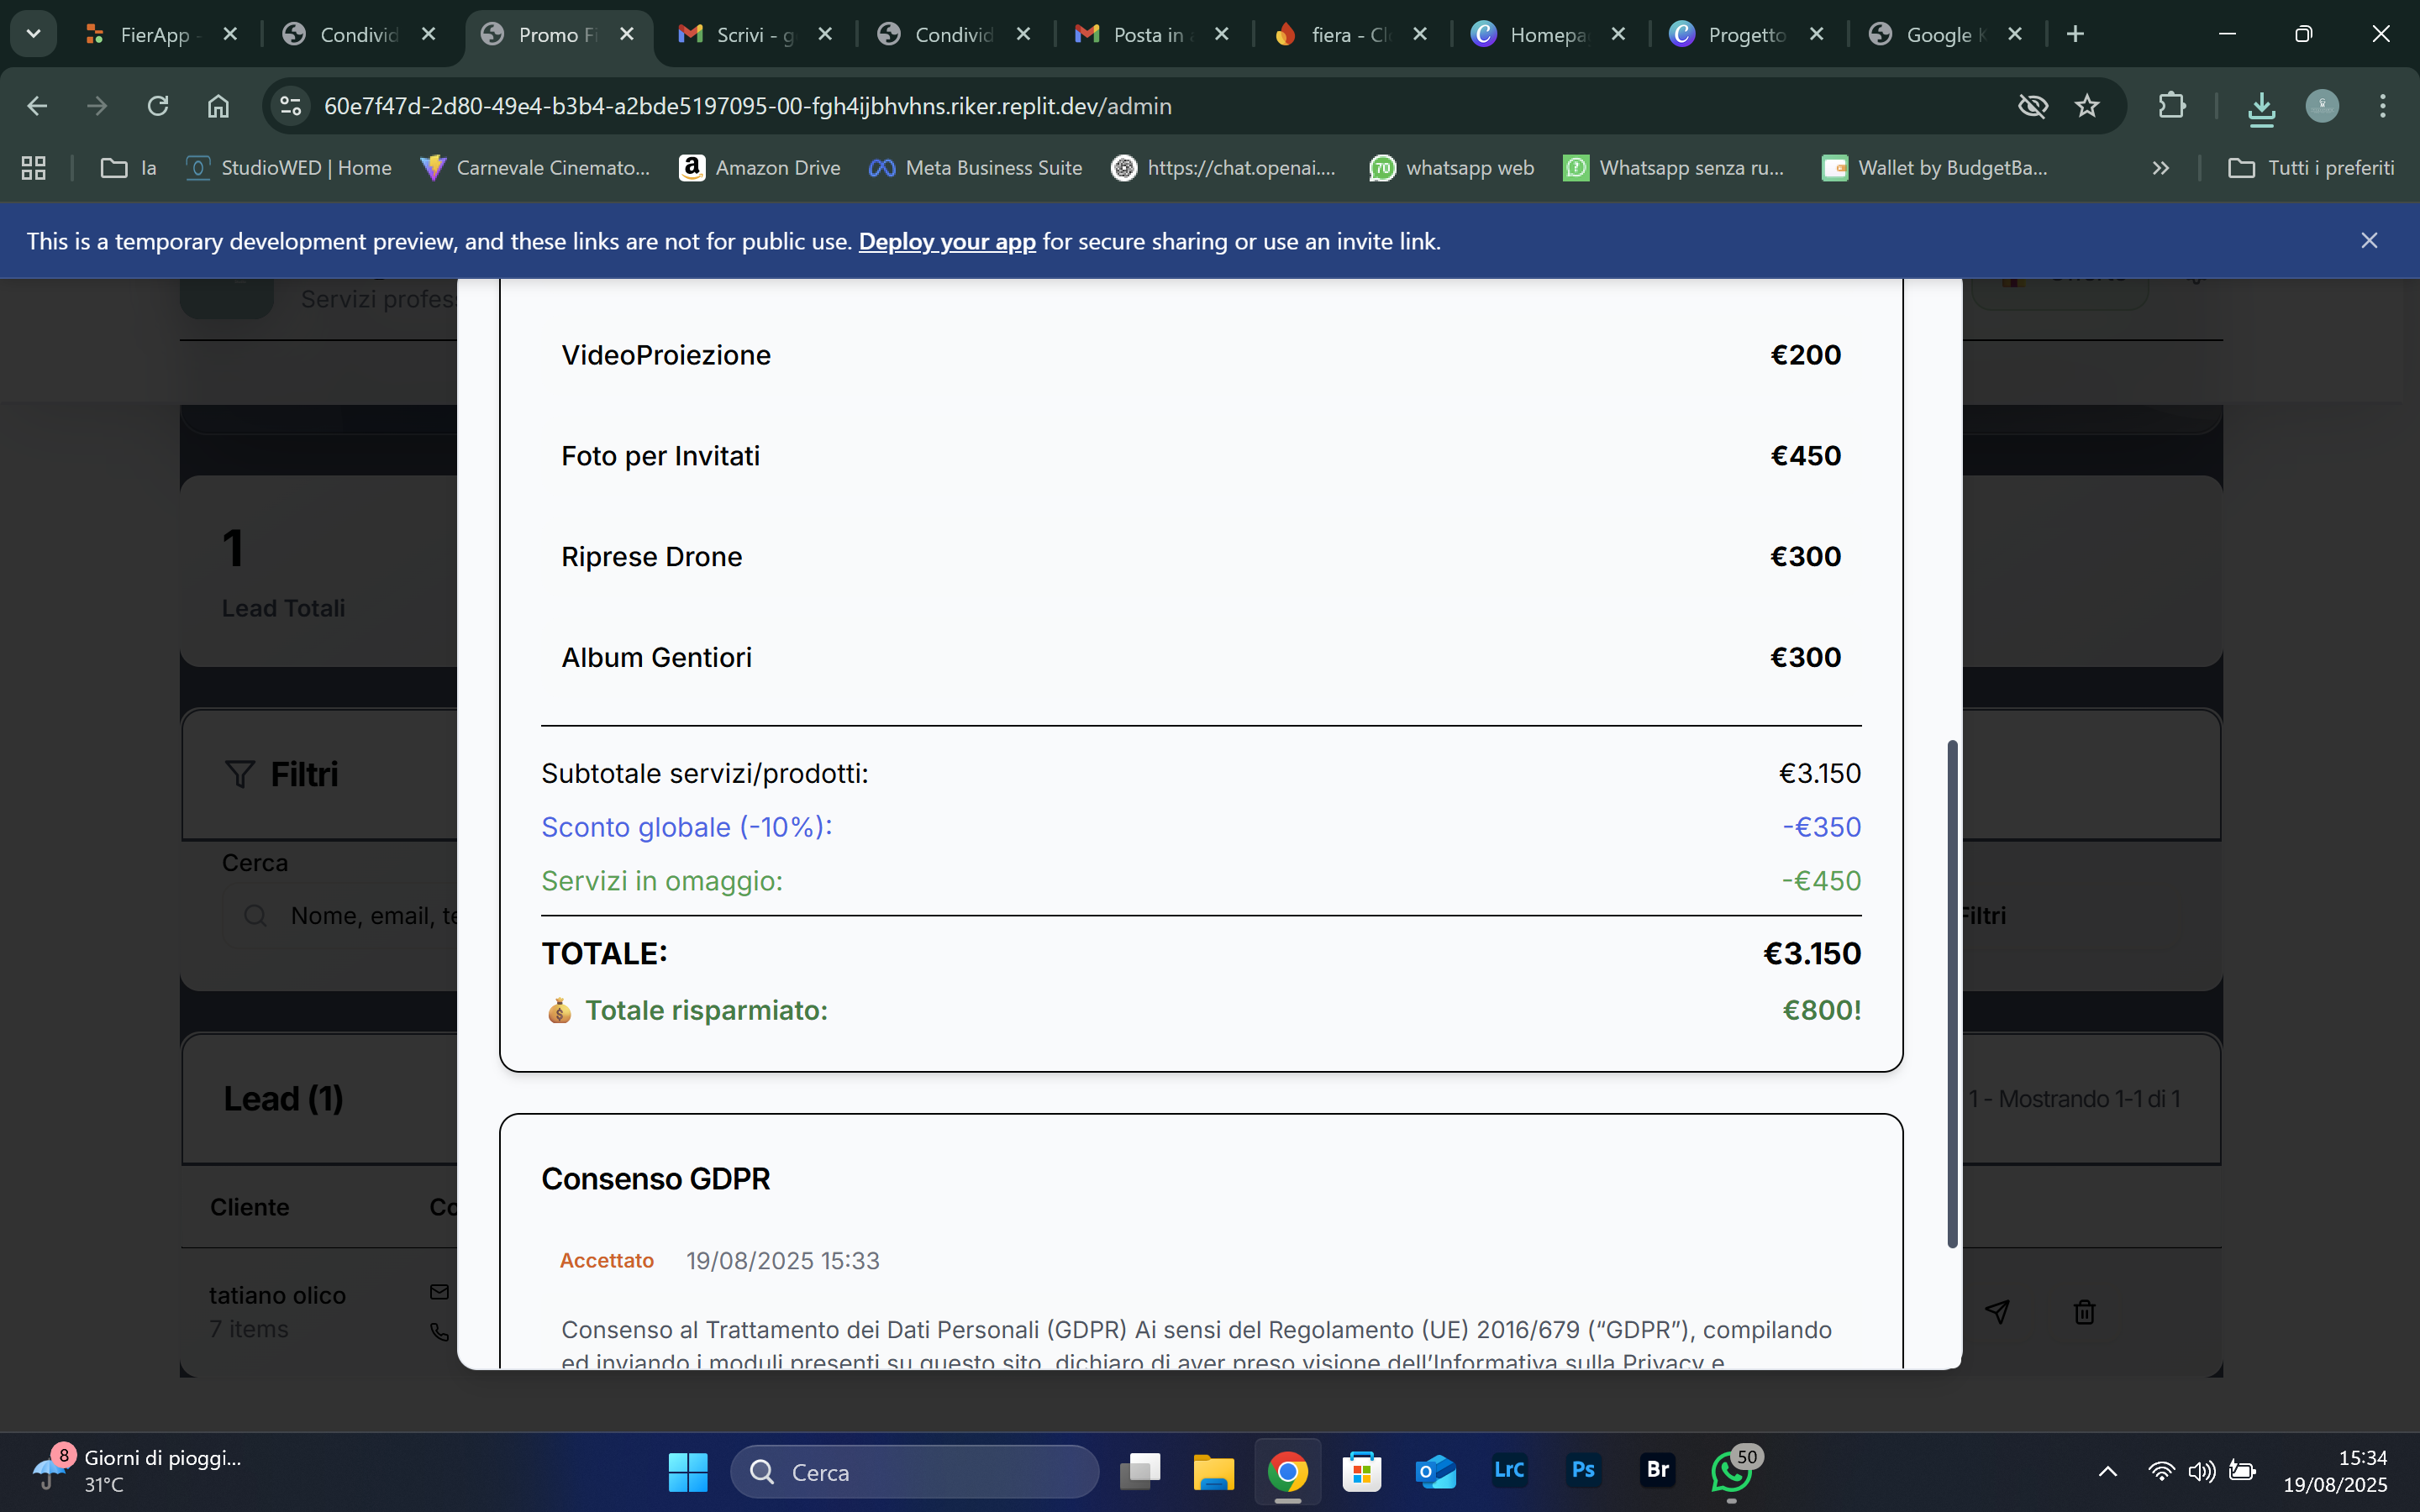 FierApp -
Condivid
Promo Fi
Scrivi - g
Condivid
Posta in a
fiera - Clo
Homepa
Progetto
Google K
60e7f47d-2d80-49e4-b3b4-a2bde5197095-00-fgh4ijbhvhns.riker.replit.dev/admin
Ia
StudioWED | Home
Carnevale Cinemato...
Amazon Drive
Meta Business Suite
https://chat.openai....
70
whatsapp web
Whatsapp senza ru...
Wallet by BudgetBa...
Tutti i preferiti
This is a temporary development preview, and these links are not for public use. Deploy your app for secure sharing or use an invite link.
Servizi profes
VideoProiezione €200
Foto per Invitati €450
Riprese Drone €300
Album Gentiori €300
Subtotale servizi/prodotti: €3.150
Sconto globale (-10%): -€350
Servizi in omaggio: -€450
TOTALE: €3.150
💰 Totale risparmiato: €800!
Consenso GDPR
Accettato 19/08/2025 15:33
Consenso al Trattamento dei Dati Personali (GDPR) Ai sensi del Regolamento (UE) 2016/679 (“GDPR”), compilando
ed inviando i moduli presenti su questo sito, dichiaro di aver preso visione dell’Informativa sulla Privacy e
1
Lead Totali
Filtri
Cerca
Nome, email, te
Filtri
Lead (1)
1 - Mostrando 1-1 di 1
Cliente
Co
tatiano olico
7 items
8
Giorni di pioggi...
31°C
Cerca
LrC
Ps
Br
50
15:34
19/08/2025